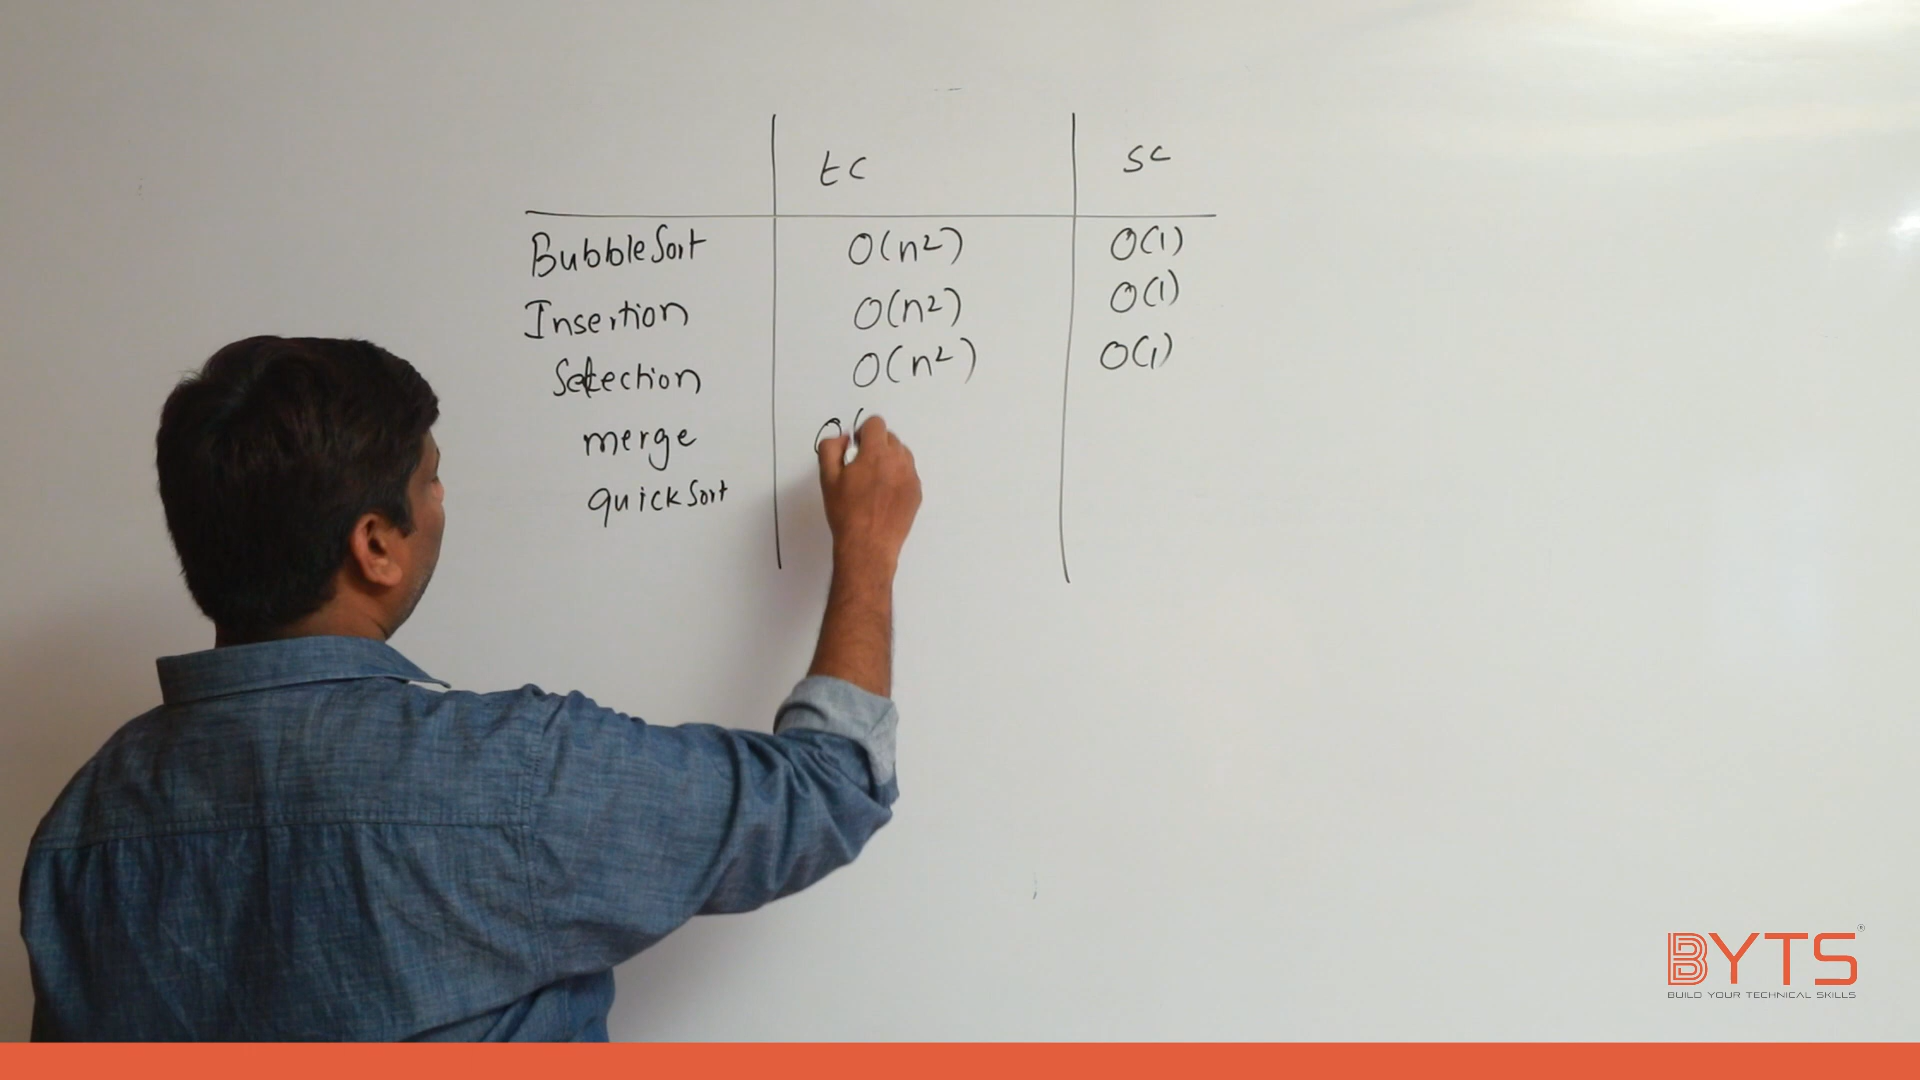 tc sc
BubbleSort O(n²) O(1)
Insertion O(n²) O(1)
Selection O(n²) O(1)
merge O(
quickSort
BYTS®
BUILD YOUR TECHNICAL SKILLS